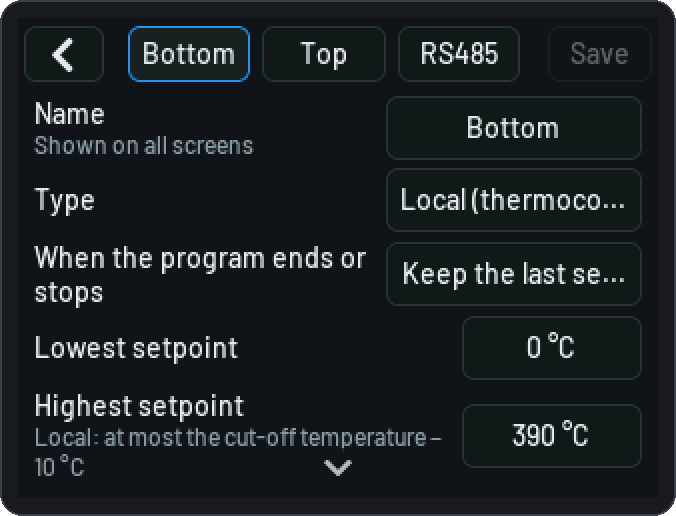 Bottom
Top
RS485
Save
Name
Shown on all screens
Bottom
Type
Local (thermoco...
When the program ends or
stops
Keep the last se...
Lowest setpoint
0 °C
Highest setpoint
Local: at most the cut-off temperature –
10 °C
390 °C